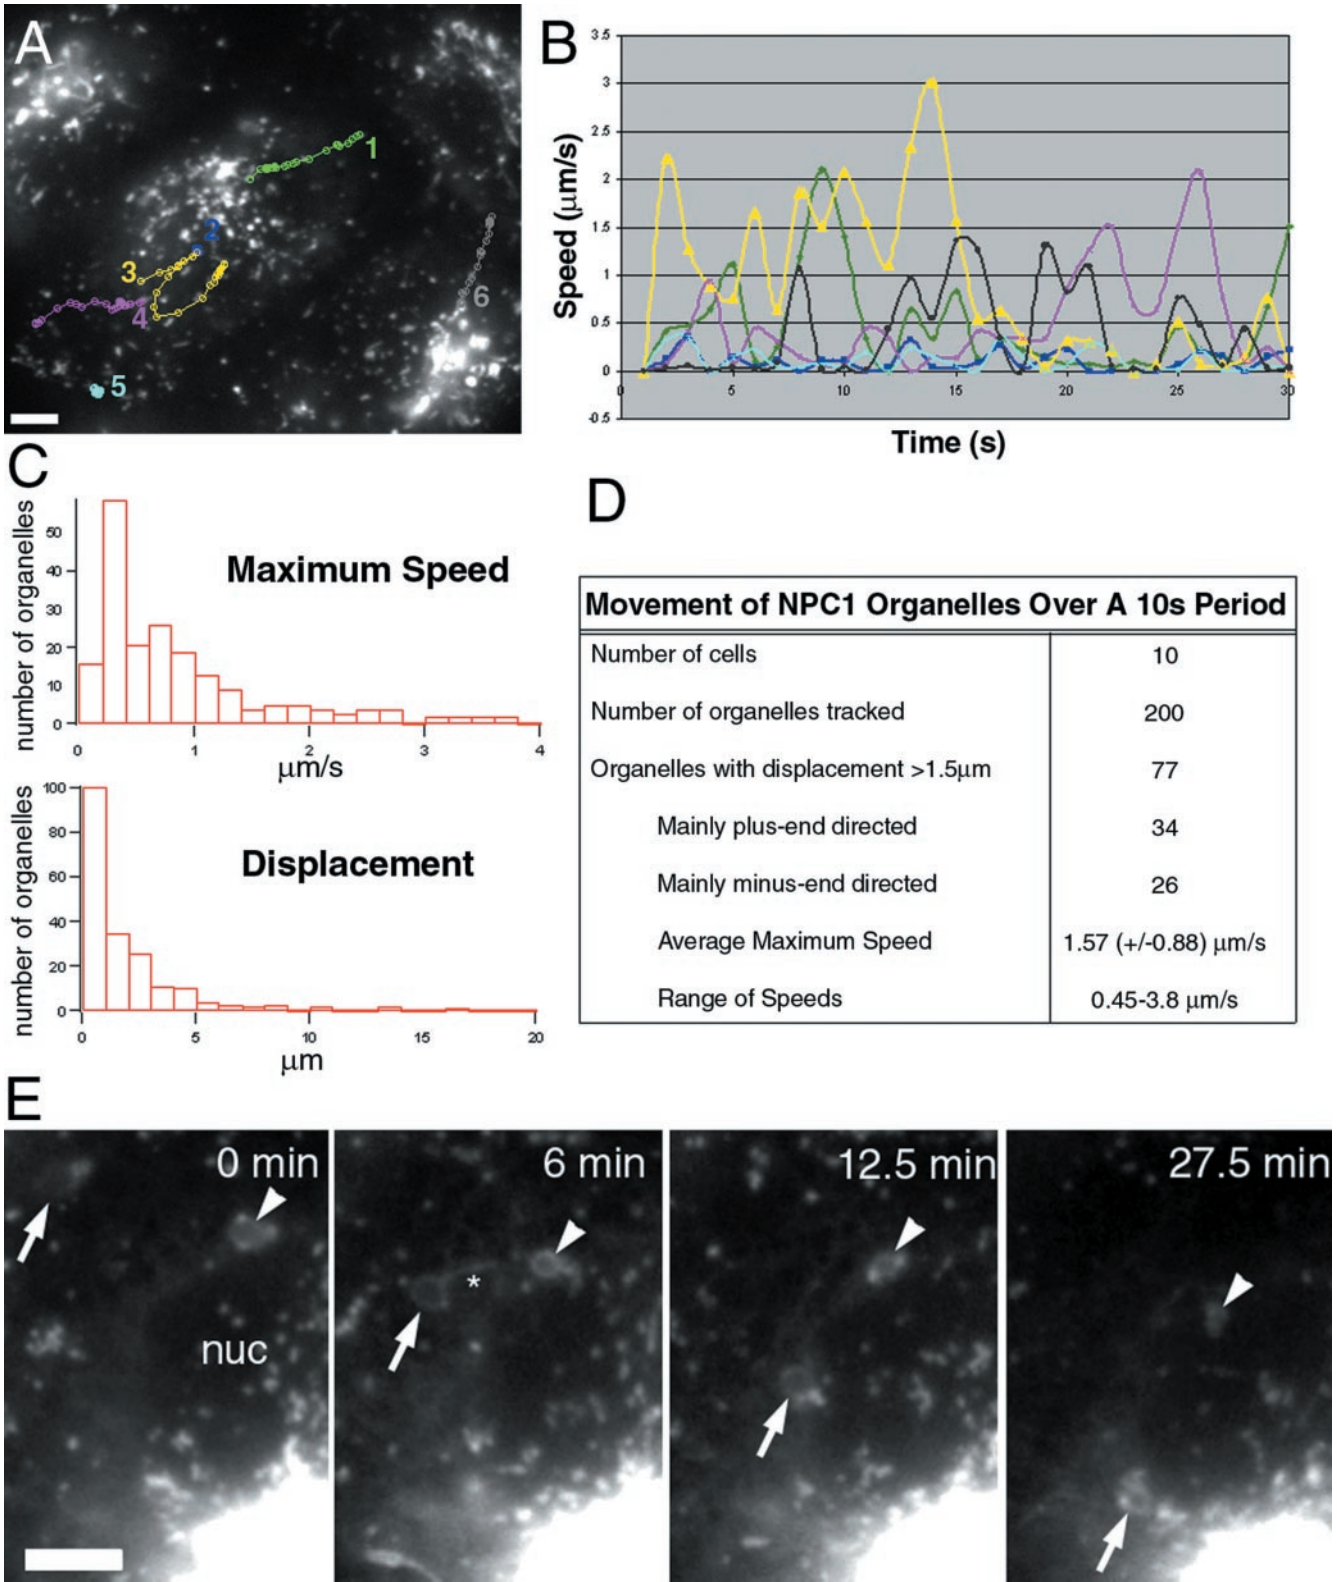 A
1
2
3
4
5
6
B
Speed (μm/s)
3.5
3
2.5
2
1.5
1
0.5
0
-0.5
0
5
10
15
20
25
30
Time (s)
C
number of organelles
50
40
30
20
10
0
Maximum Speed
0
1
2
3
4
μm/s
number of organelles
100
80
60
40
20
0
Displacement
0
5
10
15
20
μm
D
Movement of NPC1 Organelles Over A 10s Period
Number of cells 10
Number of organelles tracked 200
Organelles with displacement >1.5μm 77
Mainly plus-end directed 34
Mainly minus-end directed 26
Average Maximum Speed 1.57 (+/-0.88) μm/s
Range of Speeds 0.45-3.8 μm/s
E
0 min
nuc
6 min
*
12.5 min
27.5 min